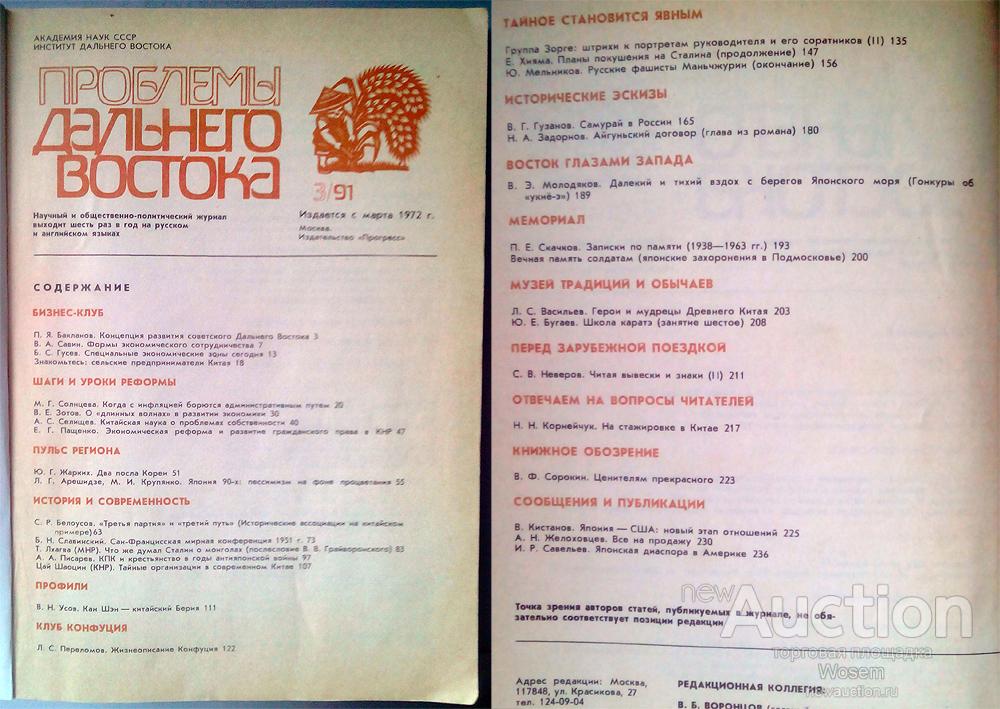 АКАДЕМИЯ НАУК СССР
ИНСТИТУТ ДАЛЬНЕГО ВОСТОКА
ПРОБЛЕМЫ
ДАЛЬНЕГО
ВОСТОКА
3/91
Научный и общественно-политический журнал
выходит шесть раз в год на русском
и английском языках
Издается с марта 1972 г.
Москва.
Издательство «Прогресс»
СОДЕРЖАНИЕ
БИЗНЕС-КЛУБ
П. Я. Бакланов. Концепция развития советского Дальнего Востока 3
В. А. Савин. Формы экономического сотрудничества 7
Б. С. Гусев. Специальные экономические зоны сегодня 13
Знакомьтесь: сельские предприниматели Китая 18
ШАГИ И УРОКИ РЕФОРМЫ
М. Г. Солнцева. Когда с инфляцией борются административным путем 20
В. Е. Зотов. О «длинных волнах» в развитии экономики 30
А. С. Селищев. Китайская наука о проблемах собственности 40
Е. Г. Пащенко. Экономическая реформа и развитие гражданского права в КНР 47
ПУЛЬС РЕГИОНА
Ю. Г. Жарких. Два посла Кореи 51
Л. Г. Арешидзе, М. И. Крупянко. Япония 90-х: пессимизм на фоне процветания 55
ИСТОРИЯ И СОВРЕМЕННОСТЬ
С. Р. Белоусов. «Третья партия» и «третий путь» (Исторические ассоциации на китайском
примере) 63
Б. Н. Славинский. Сан-Францисская мирная конференция 1951 г. 73
Т. Лхагва (МНР). Что же думал Сталин о монголах (послесловие В. В. Грайворонского) 83
А. А. Писарев. КПК и крестьянство в годы антияпонской войны 97
Цай Шаоцин (КНР). Тайные организации в современном Китае 107
ПРОФИЛИ
В. Н. Усов. Кан Шэн — китайский Берия 111
КЛУБ КОНФУЦИЯ
Л. С. Переломов. Жизнеописание Конфуция 122
ТАЙНОЕ СТАНОВИТСЯ ЯВНЫМ
Группа Зорге: штрихи к портретам руководителя и его соратников (II) 135
Е. Хияма. Планы покушения на Сталина (продолжение) 147
Ю. Мельников. Русские фашисты Маньчжурии (окончание) 156
ИСТОРИЧЕСКИЕ ЭСКИЗЫ
В. Г. Гузанов. Самурай в России 165
Н. А. Задорнов. Айгуньский договор (глава из романа) 180
ВОСТОК ГЛАЗАМИ ЗАПАДА
В. Э. Молодяков. Далекий и тихий вздох с берегов Японского моря (Гонкуры об
«укиё-э») 189
МЕМОРИАЛ
П. Е. Скачков. Записки по памяти (1938—1963 гг.) 193
Вечная память солдатам (японские захоронения в Подмосковье) 200
МУЗЕЙ ТРАДИЦИЙ И ОБЫЧАЕВ
Л. С. Васильев. Герои и мудрецы Древнего Китая 203
Ю. Е. Бугаев. Школа каратэ (занятие шестое) 208
ПЕРЕД ЗАРУБЕЖНОЙ ПОЕЗДКОЙ
С. В. Неверов. Читая вывески и знаки (II) 211
ОТВЕЧАЕМ НА ВОПРОСЫ ЧИТАТЕЛЕЙ
Н. Н. Корнейчук. На стажировке в Китае 217
КНИЖНОЕ ОБОЗРЕНИЕ
В. Ф. Сорокин. Ценителям прекрасного 223
СООБЩЕНИЯ И ПУБЛИКАЦИИ
В. Кистанов. Япония — США: новый этап отношений 225
А. Н. Желоховцев. Все на продажу 230
И. Р. Савельев. Японская диаспора в Америке 236
Точка зрения авторов статей, публикуемых в журнале, не обя-
зательно соответствует позиции редакции
Адрес редакции: Москва,
117848, ул. Красикова, 27
тел. 124-09-04
РЕДАКЦИОННАЯ КОЛЛЕГИЯ:
В. Б. ВОРОНЦОВ
newAuction
торговая площадка
Wosem
newauction.ru